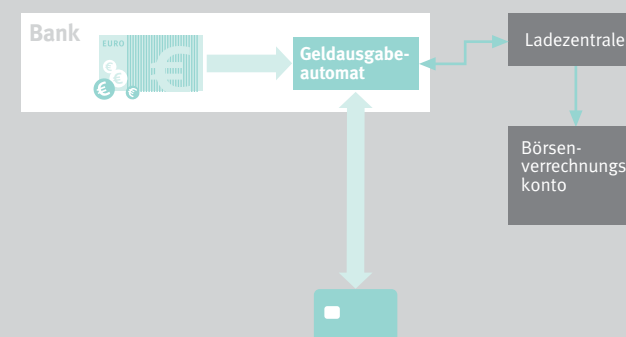 Bank
EURO
€
€
€
€
€
Geldausgabe-
automat
Ladezentrale
Börsen-
verrechnungs
konto